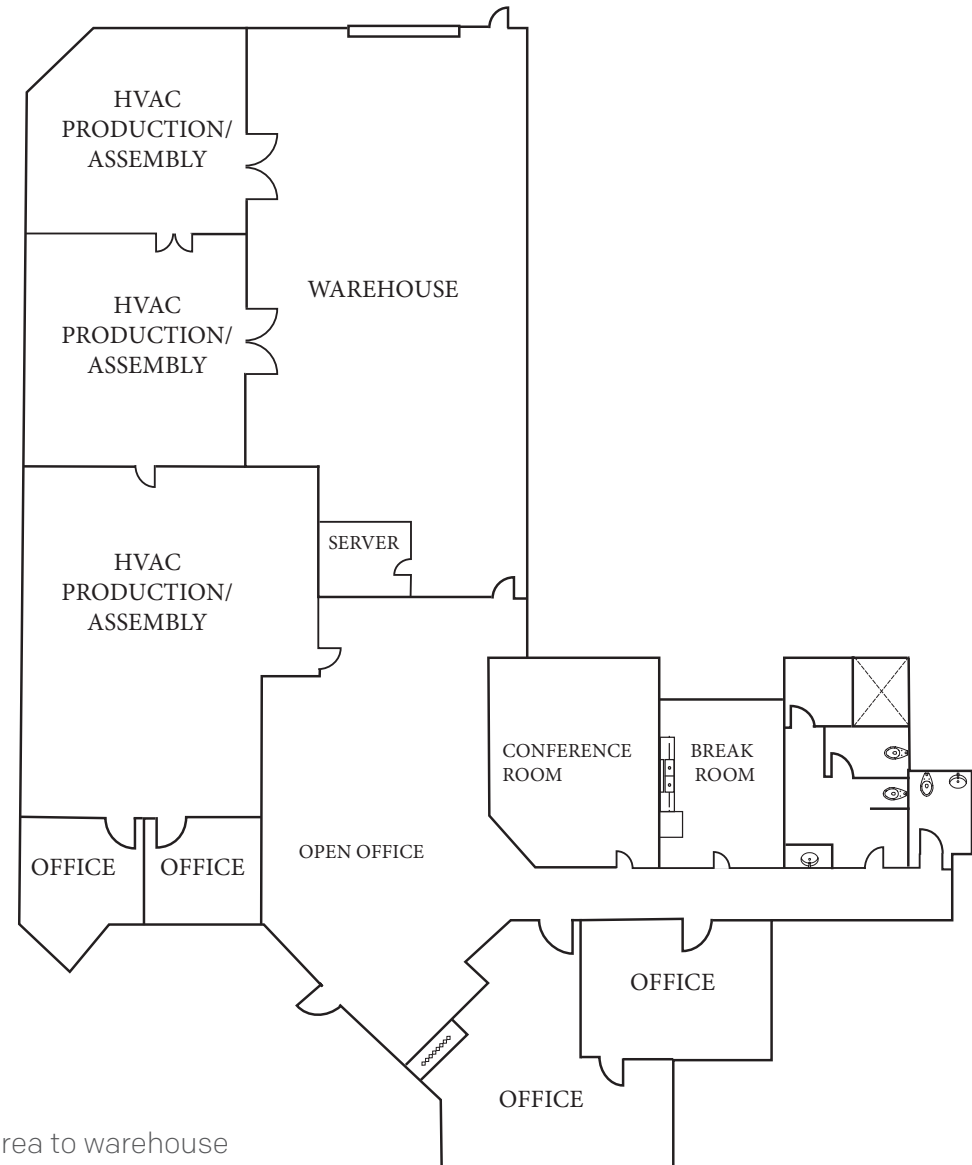 HVAC
PRODUCTION/
ASSEMBLY
HVAC
PRODUCTION/
ASSEMBLY
WAREHOUSE
HVAC
PRODUCTION/
ASSEMBLY
SERVER
CONFERENCE
ROOM
BREAK
ROOM
OPEN OFFICE
OFFICE
OFFICE
OFFICE
OFFICE
to warehouse